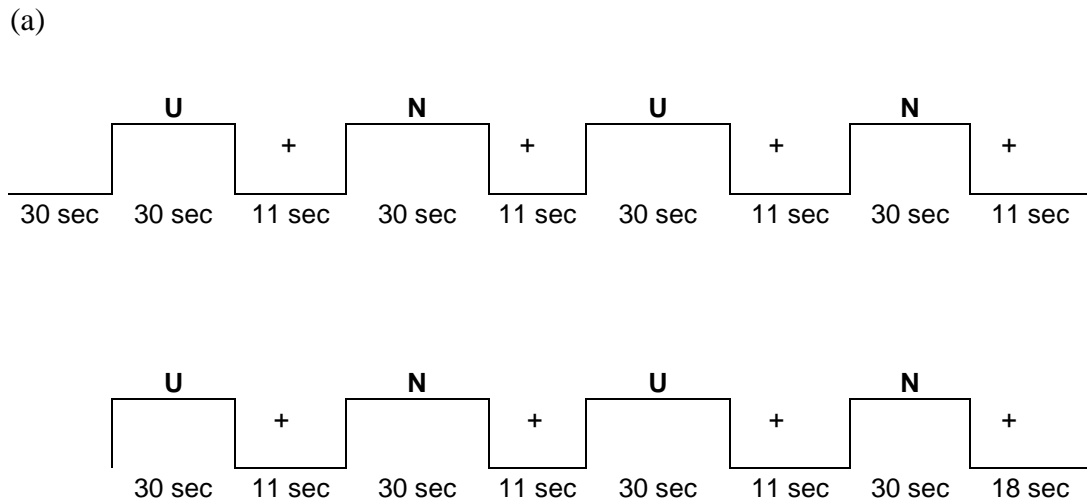 (a)
U N U N
+ + + +
30 sec 30 sec 11 sec 30 sec 11 sec 30 sec 11 sec 30 sec 11 sec
U N U N
+ + + +
30 sec 11 sec 30 sec 11 sec 30 sec 11 sec 30 sec 18 sec